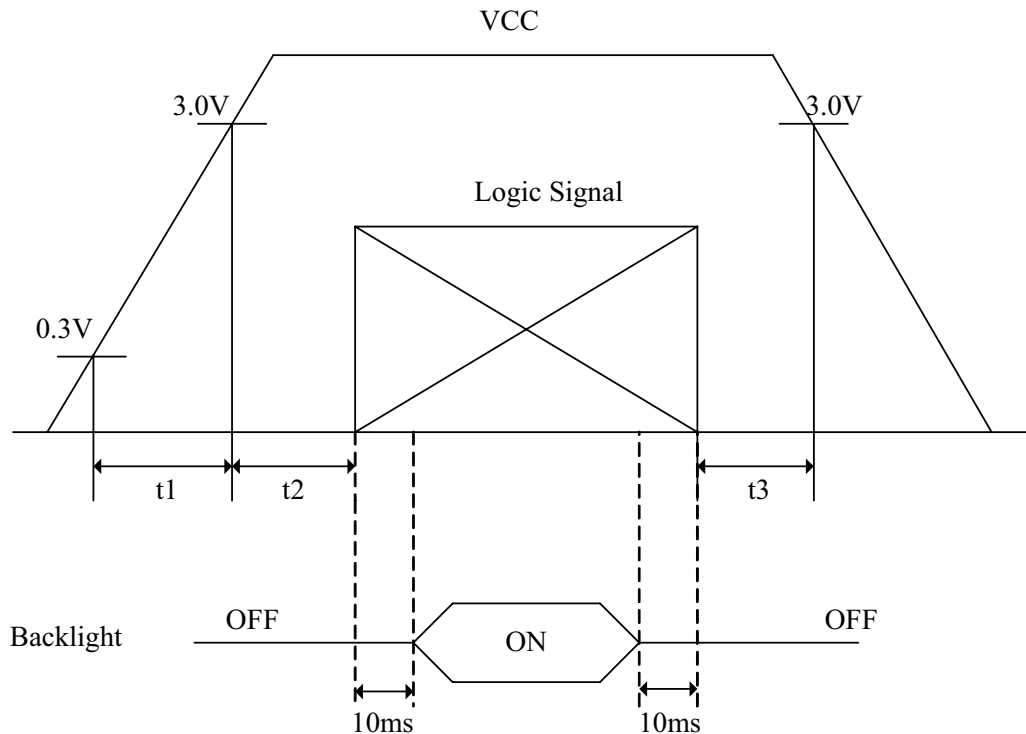 VCC
3.0V
3.0V
Logic Signal
0.3V
t1
t2
t3
Backlight
OFF
ON
OFF
10ms
10ms